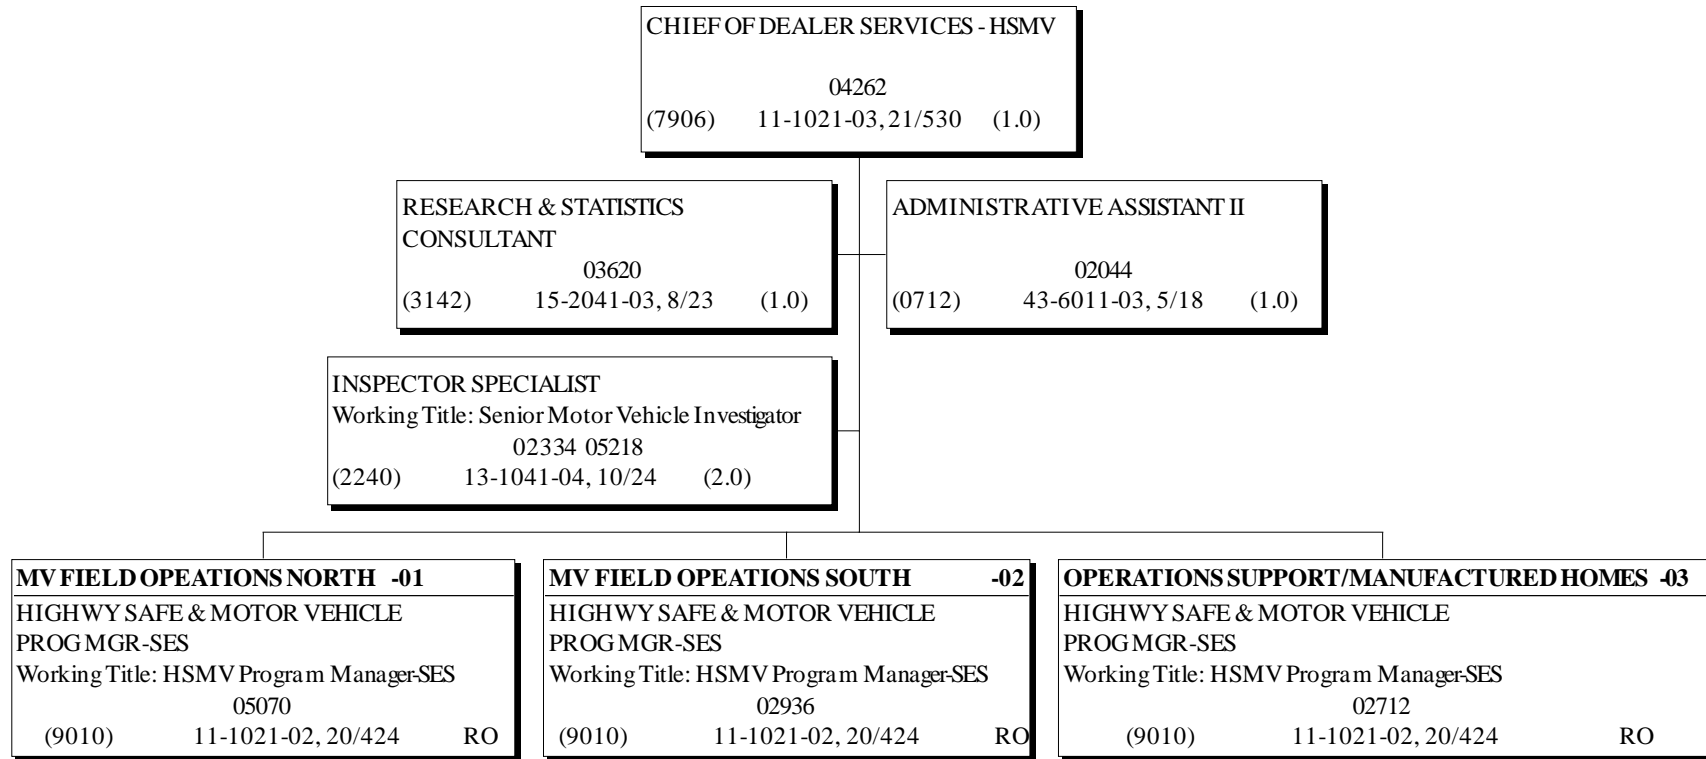 CHIEF OF DEALER SERVICES - HSMV
04262
(7906) 11-1021-03, 21/530 (1.0)
RESEARCH & STATISTICS
CONSULTANT
03620
(3142) 15-2041-03, 8/23 (1.0)
ADMINISTRATIVE ASSISTANT II
02044
(0712) 43-6011-03, 5/18 (1.0)
INSPECTOR SPECIALIST
Working Title: Senior Motor Vehicle Investigator
02334 05218
(2240) 13-1041-04, 10/24 (2.0)
MV FIELD OPEATIONS NORTH -01
HIGHWY SAFE & MOTOR VEHICLE
PROG MGR-SES
Working Title: HSMV Program Manager-SES
05070
(9010) 11-1021-02, 20/424 RO
MV FIELD OPEATIONS SOUTH -02
HIGHWY SAFE & MOTOR VEHICLE
PROG MGR-SES
Working Title: HSMV Program Manager-SES
02936
(9010) 11-1021-02, 20/424 RO
OPERATIONS SUPPORT/MANUFACTURED HOMES -03
HIGHWY SAFE & MOTOR VEHICLE
PROG MGR-SES
Working Title: HSMV Program Manager-SES
02712
(9010) 11-1021-02, 20/424 RO